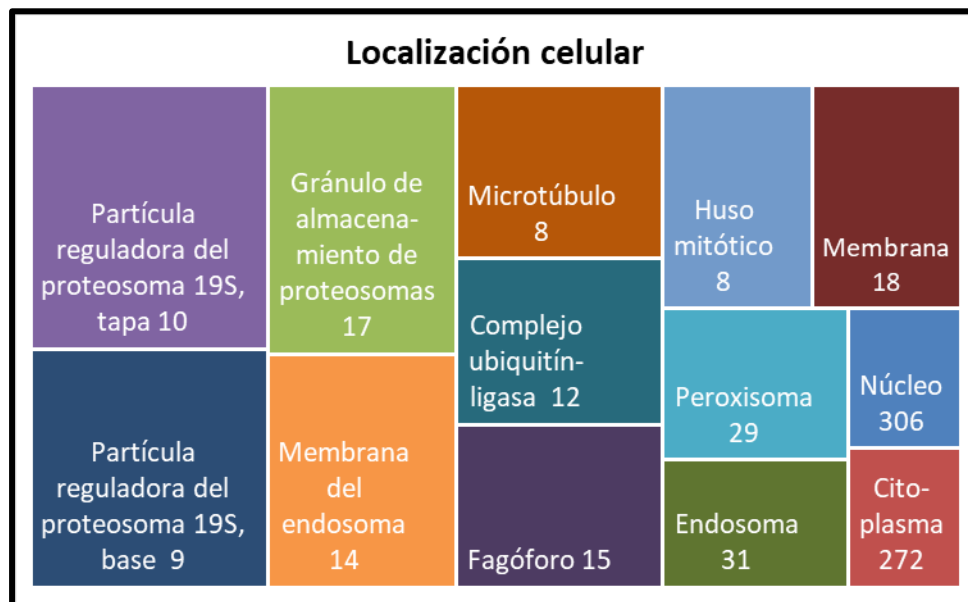 Localización celular
Partícula
reguladora del
proteosoma 19S,
tapa 10
Partícula
reguladora del
proteosoma 19S,
base 9
Gránulo de
almacena-
miento de
proteosomas
17
Membrana
del
endosoma
14
Microtúbulo
8
Complejo
ubiquitín-
ligasa 12
Fagóforo 15
Huso
mitótico
8
Membrana
18
Peroxisoma
29
Núcleo
306
Endosoma
31
Cito-
plasma
272